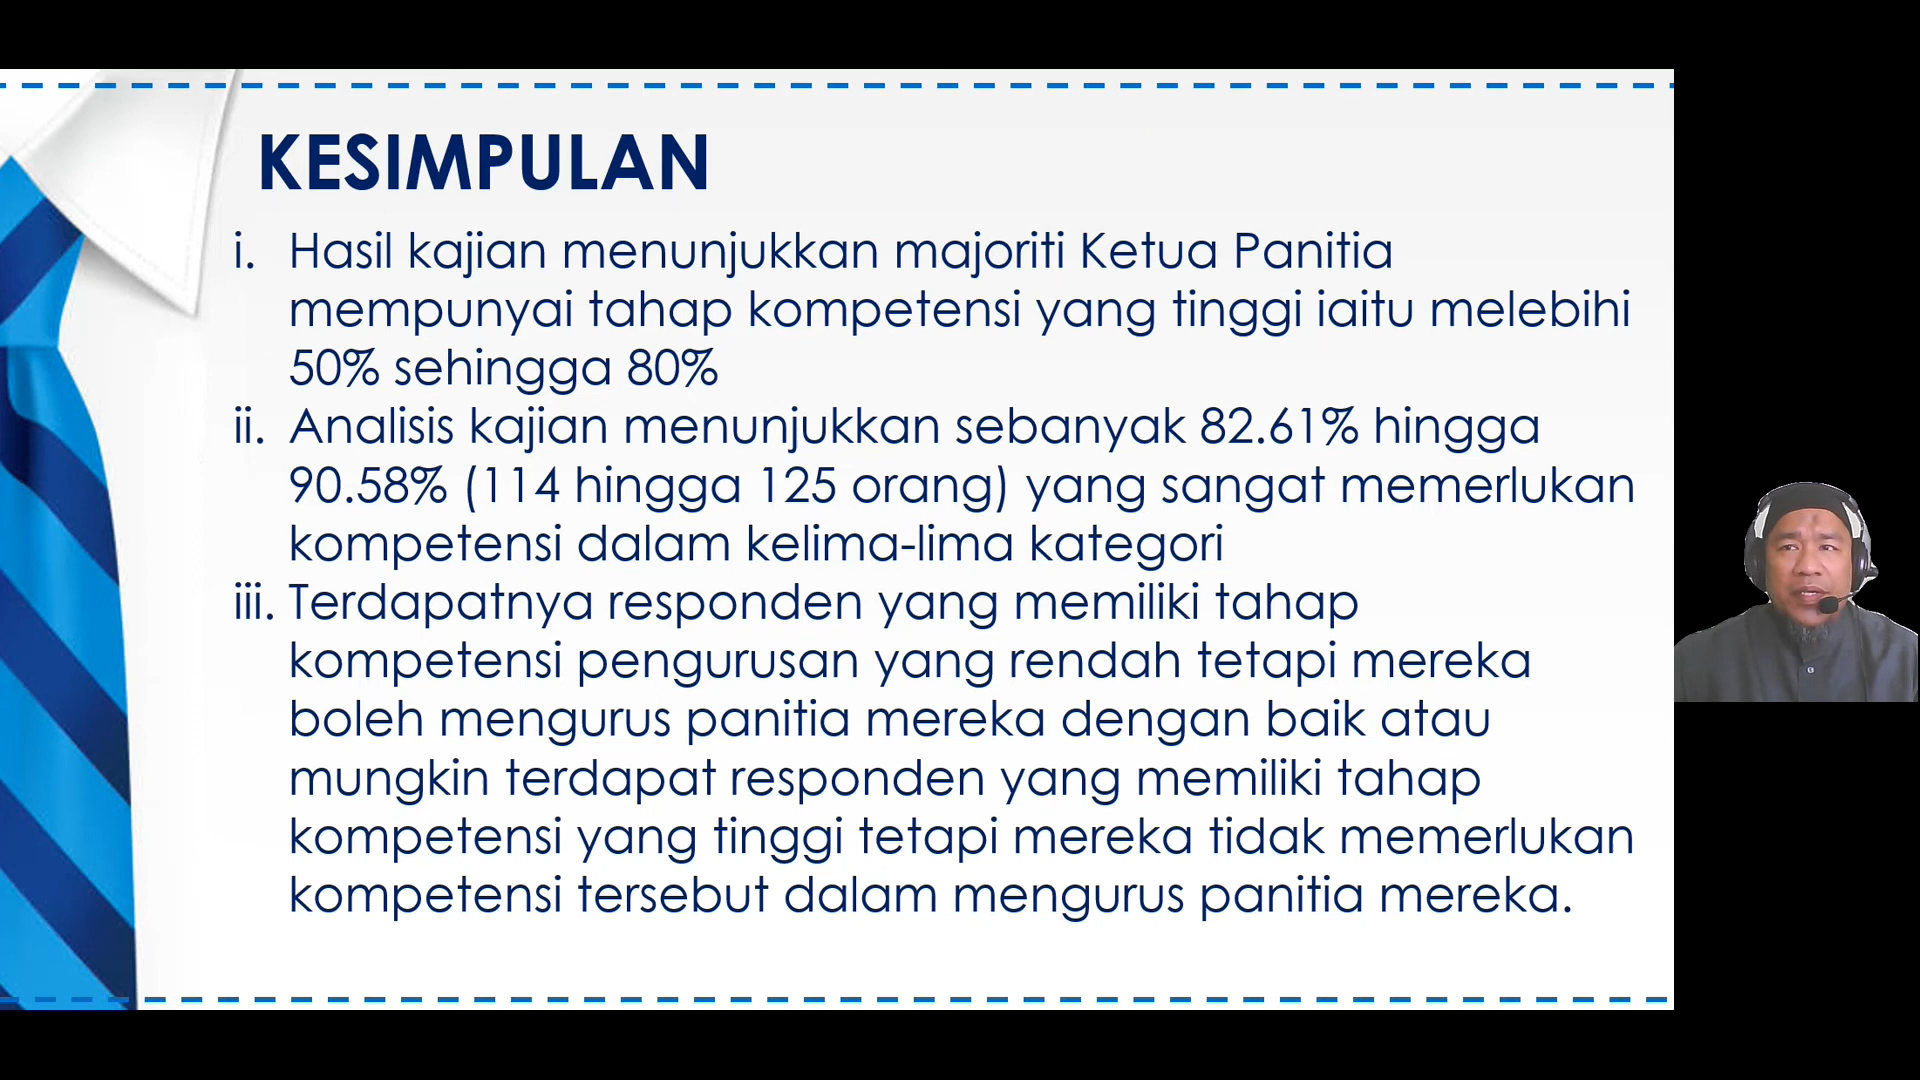 KESIMPULAN
i. Hasil kajian menunjukkan majoriti Ketua Panitia
mempunyai tahap kompetensi yang tinggi iaitu melebihi
50% sehingga 80%
ii. Analisis kajian menunjukkan sebanyak 82.61% hingga
90.58% (114 hingga 125 orang) yang sangat memerlukan
kompetensi dalam kelima-lima kategori
iii. Terdapatnya responden yang memiliki tahap
kompetensi pengurusan yang rendah tetapi mereka
boleh mengurus panitia mereka dengan baik atau
mungkin terdapat responden yang memiliki tahap
kompetensi yang tinggi tetapi mereka tidak memerlukan
kompetensi tersebut dalam mengurus panitia mereka.